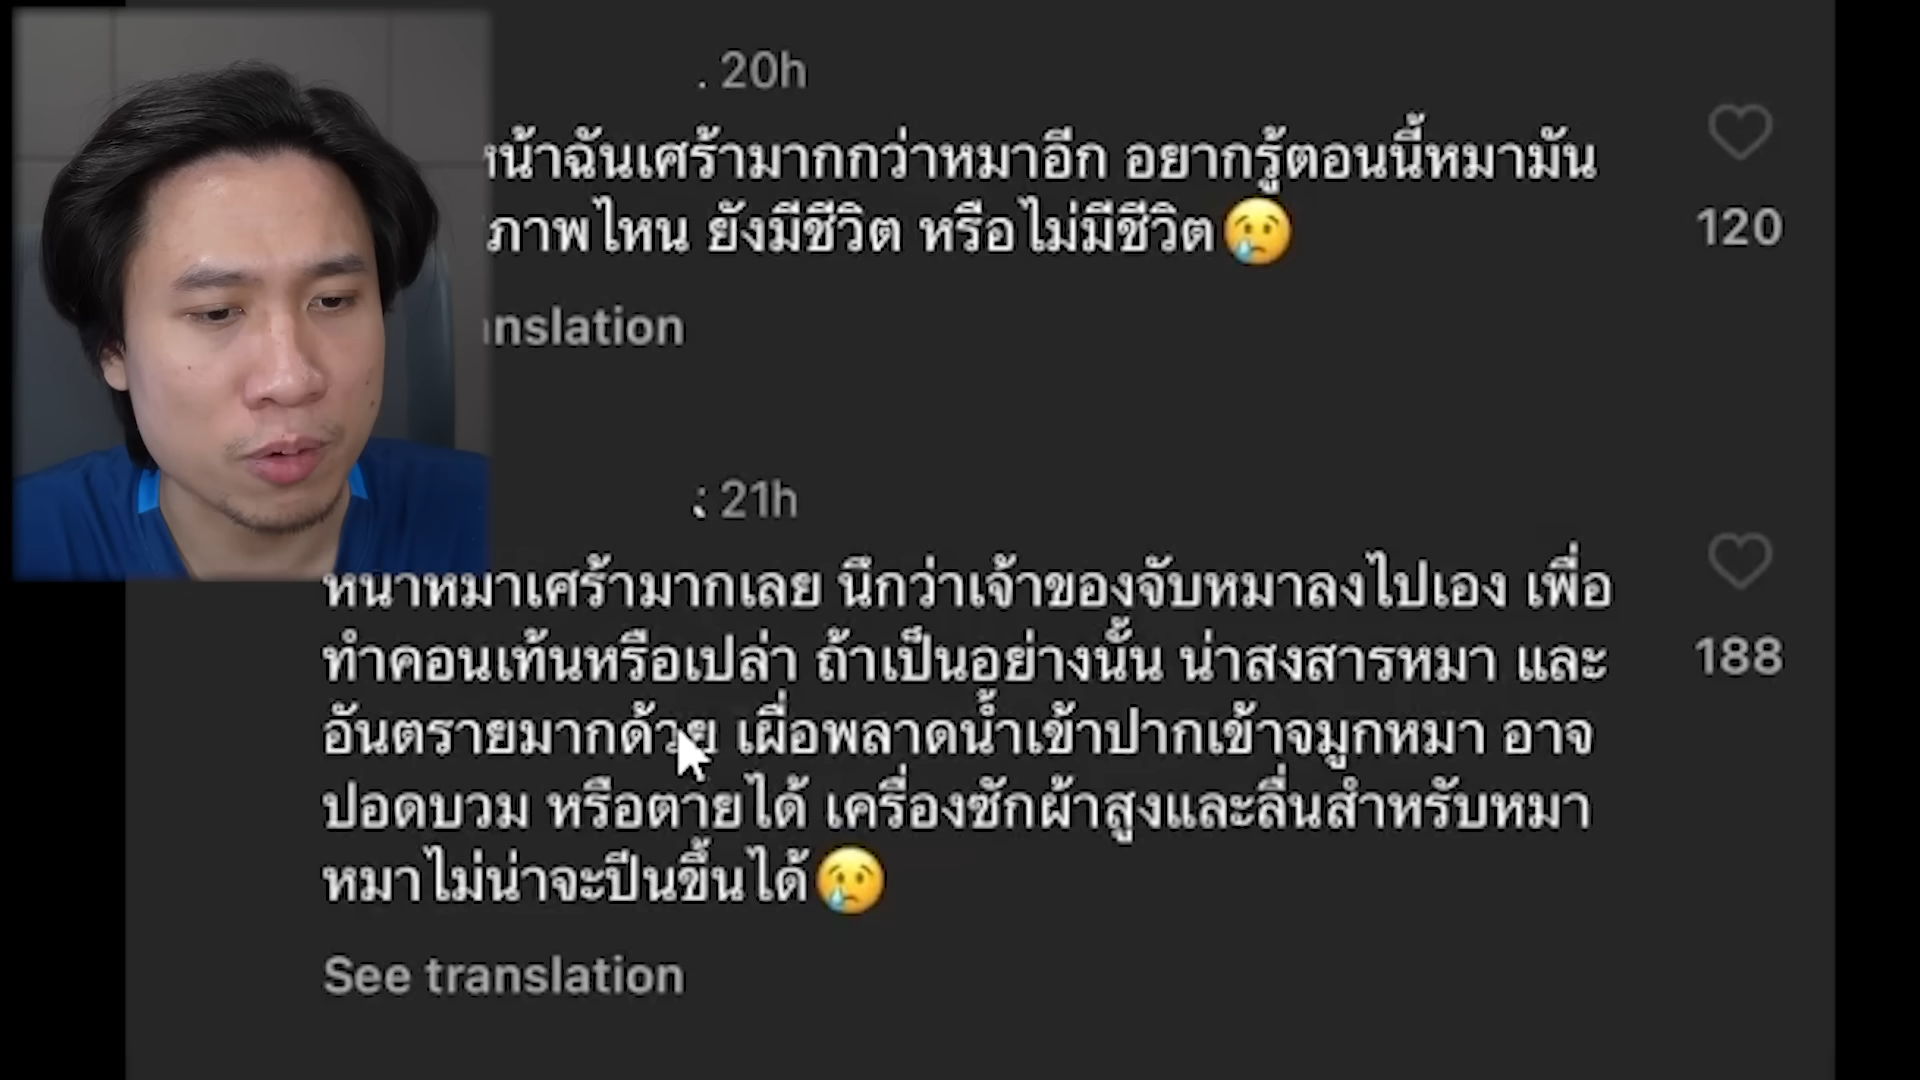 . 20h
หน้าฉันเศร้ามากกว่าหมาอีก อยากรู้ตอนนี้หมามัน
ภาพไหน ยังมีชีวิต หรือไม่มีชีวิต😢
120
anslation
21h
หน้าหมาเศร้ามากเลย นึกว่าเจ้าของจับหมาลงไปเอง เพื่อ
ทำคอนเท้นหรือเปล่า ถ้าเป็นอย่างนั้น น่าสงสารหมา และ
188
อันตรายมากด้วย เผื่อพลาดน้ำเข้าปากเข้าจมูกหมา อาจ
ปอดบวม หรือตายได้ เครื่องซักผ้าสูงและลื่นสำหรับหมา
หมาไม่น่าจะปีนขึ้นได้😢
See translation